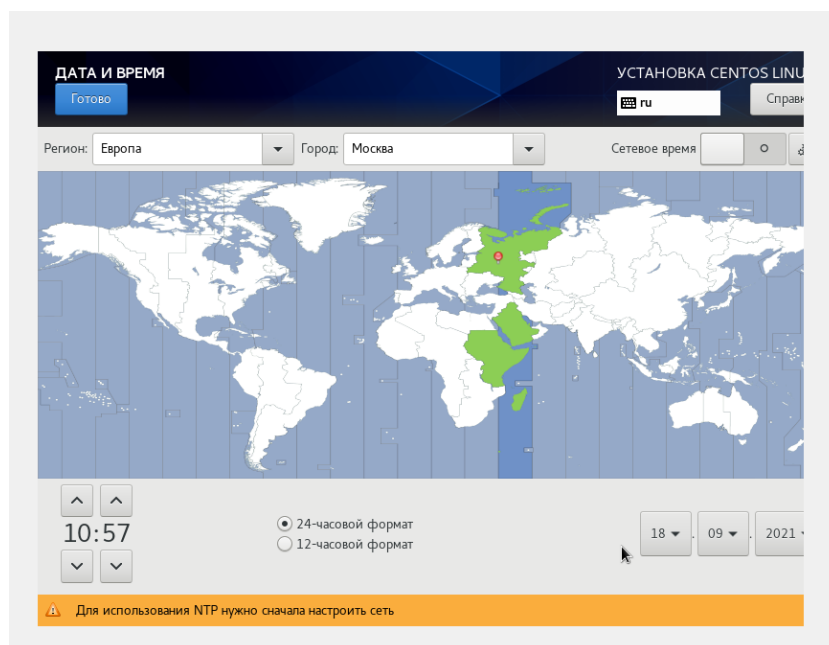 ДАТА И ВРЕМЯ
УСТАНОВКА CENTOS LINU
Готово
ru
Справк
Регион: Европа Город: Москва Сетевое время
10:57
24-часовой формат
12-часовой формат
18 . 09 . 2021
Для использования NTP нужно сначала настроить сеть